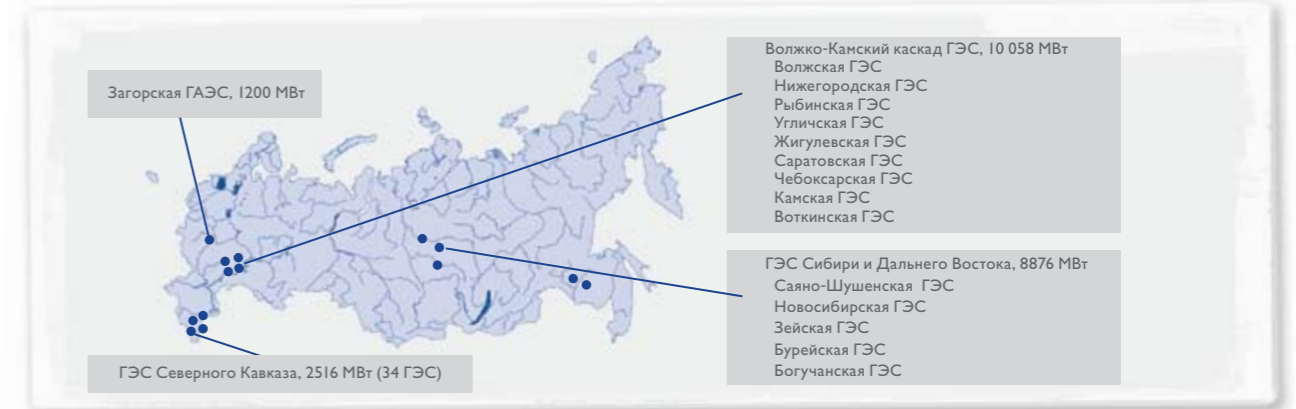 Загорская ГАЭС, 1200 МВт
Волжко-Камский каскад ГЭС, 10 058 МВт
Волжская ГЭС
Нижегородская ГЭС
Рыбинская ГЭС
Угличская ГЭС
Жигулевская ГЭС
Саратовская ГЭС
Чебоксарская ГЭС
Камская ГЭС
Воткинская ГЭС
ГЭС Сибири и Дальнего Востока, 8876 МВт
Саяно-Шушенская ГЭС
Новосибирская ГЭС
Зейская ГЭС
Бурейская ГЭС
Богучанская ГЭС
ГЭС Северного Кавказа, 2516 МВт (34 ГЭС)